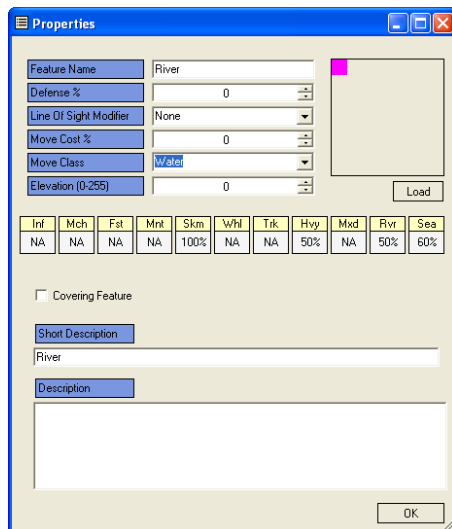 Properties
Feature Name River
Defense % 0
Line Of Sight Modifier None
Move Cost % 0
Move Class Water
Elevation (0-255) 0
Load
Inf Mch Fst Mnt Skm Whl Trk Hvy Mxd Rvr Sea
NA NA NA NA 100% NA NA 50% NA 50% 60%
Covering Feature
Short Description
River
Description
OK